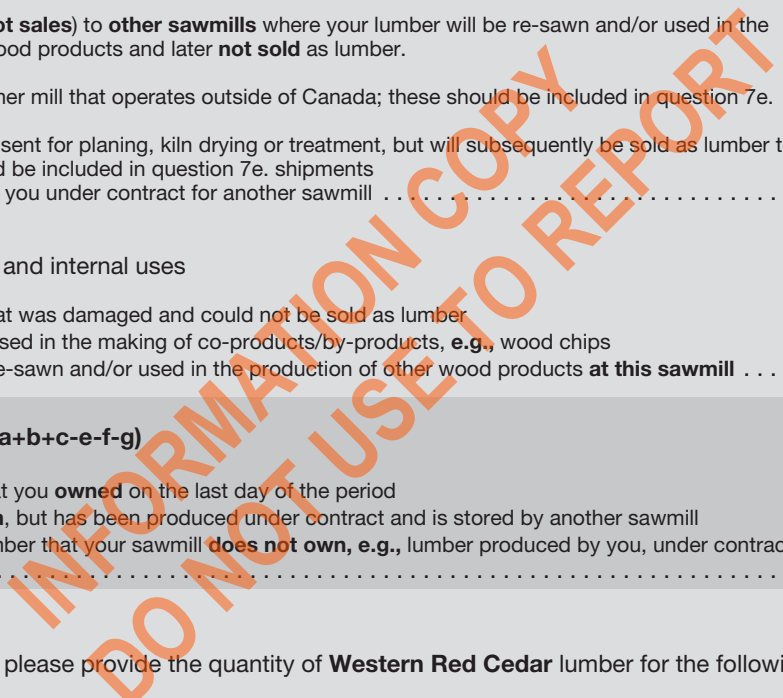 ot sales) to other sawmills where your lumber will be re-sawn and/or used in the
ood products and later not sold as lumber.
her mill that operates outside of Canada; these should be included in question 7e.
sent for planing, kiln drying or treatment, but will subsequently be sold as lumber t
d be included in question 7e. shipments
you under contract for another sawmill . . . . . . . . . . . . . . . . . . . . . . . . . . . . .
and internal uses
at was damaged and could not be sold as lumber
sed in the making of co-products/by-products, e.g., wood chips
e-sawn and/or used in the production of other wood products at this sawmill . . .
a+b+c-e-f-g)
at you owned on the last day of the period
n, but has been produced under contract and is stored by another sawmill
mber that your sawmill does not own, e.g., lumber produced by you, under contrac
. . . . . . . . . . . . . . . . . . . . . . . . . . . . . . . . . . . . . . . . . . . . . . . . . . . . . . . . . . .
please provide the quantity of Western Red Cedar lumber for the followi
INFORMATION COPY
DO NOT USE TO REPORT